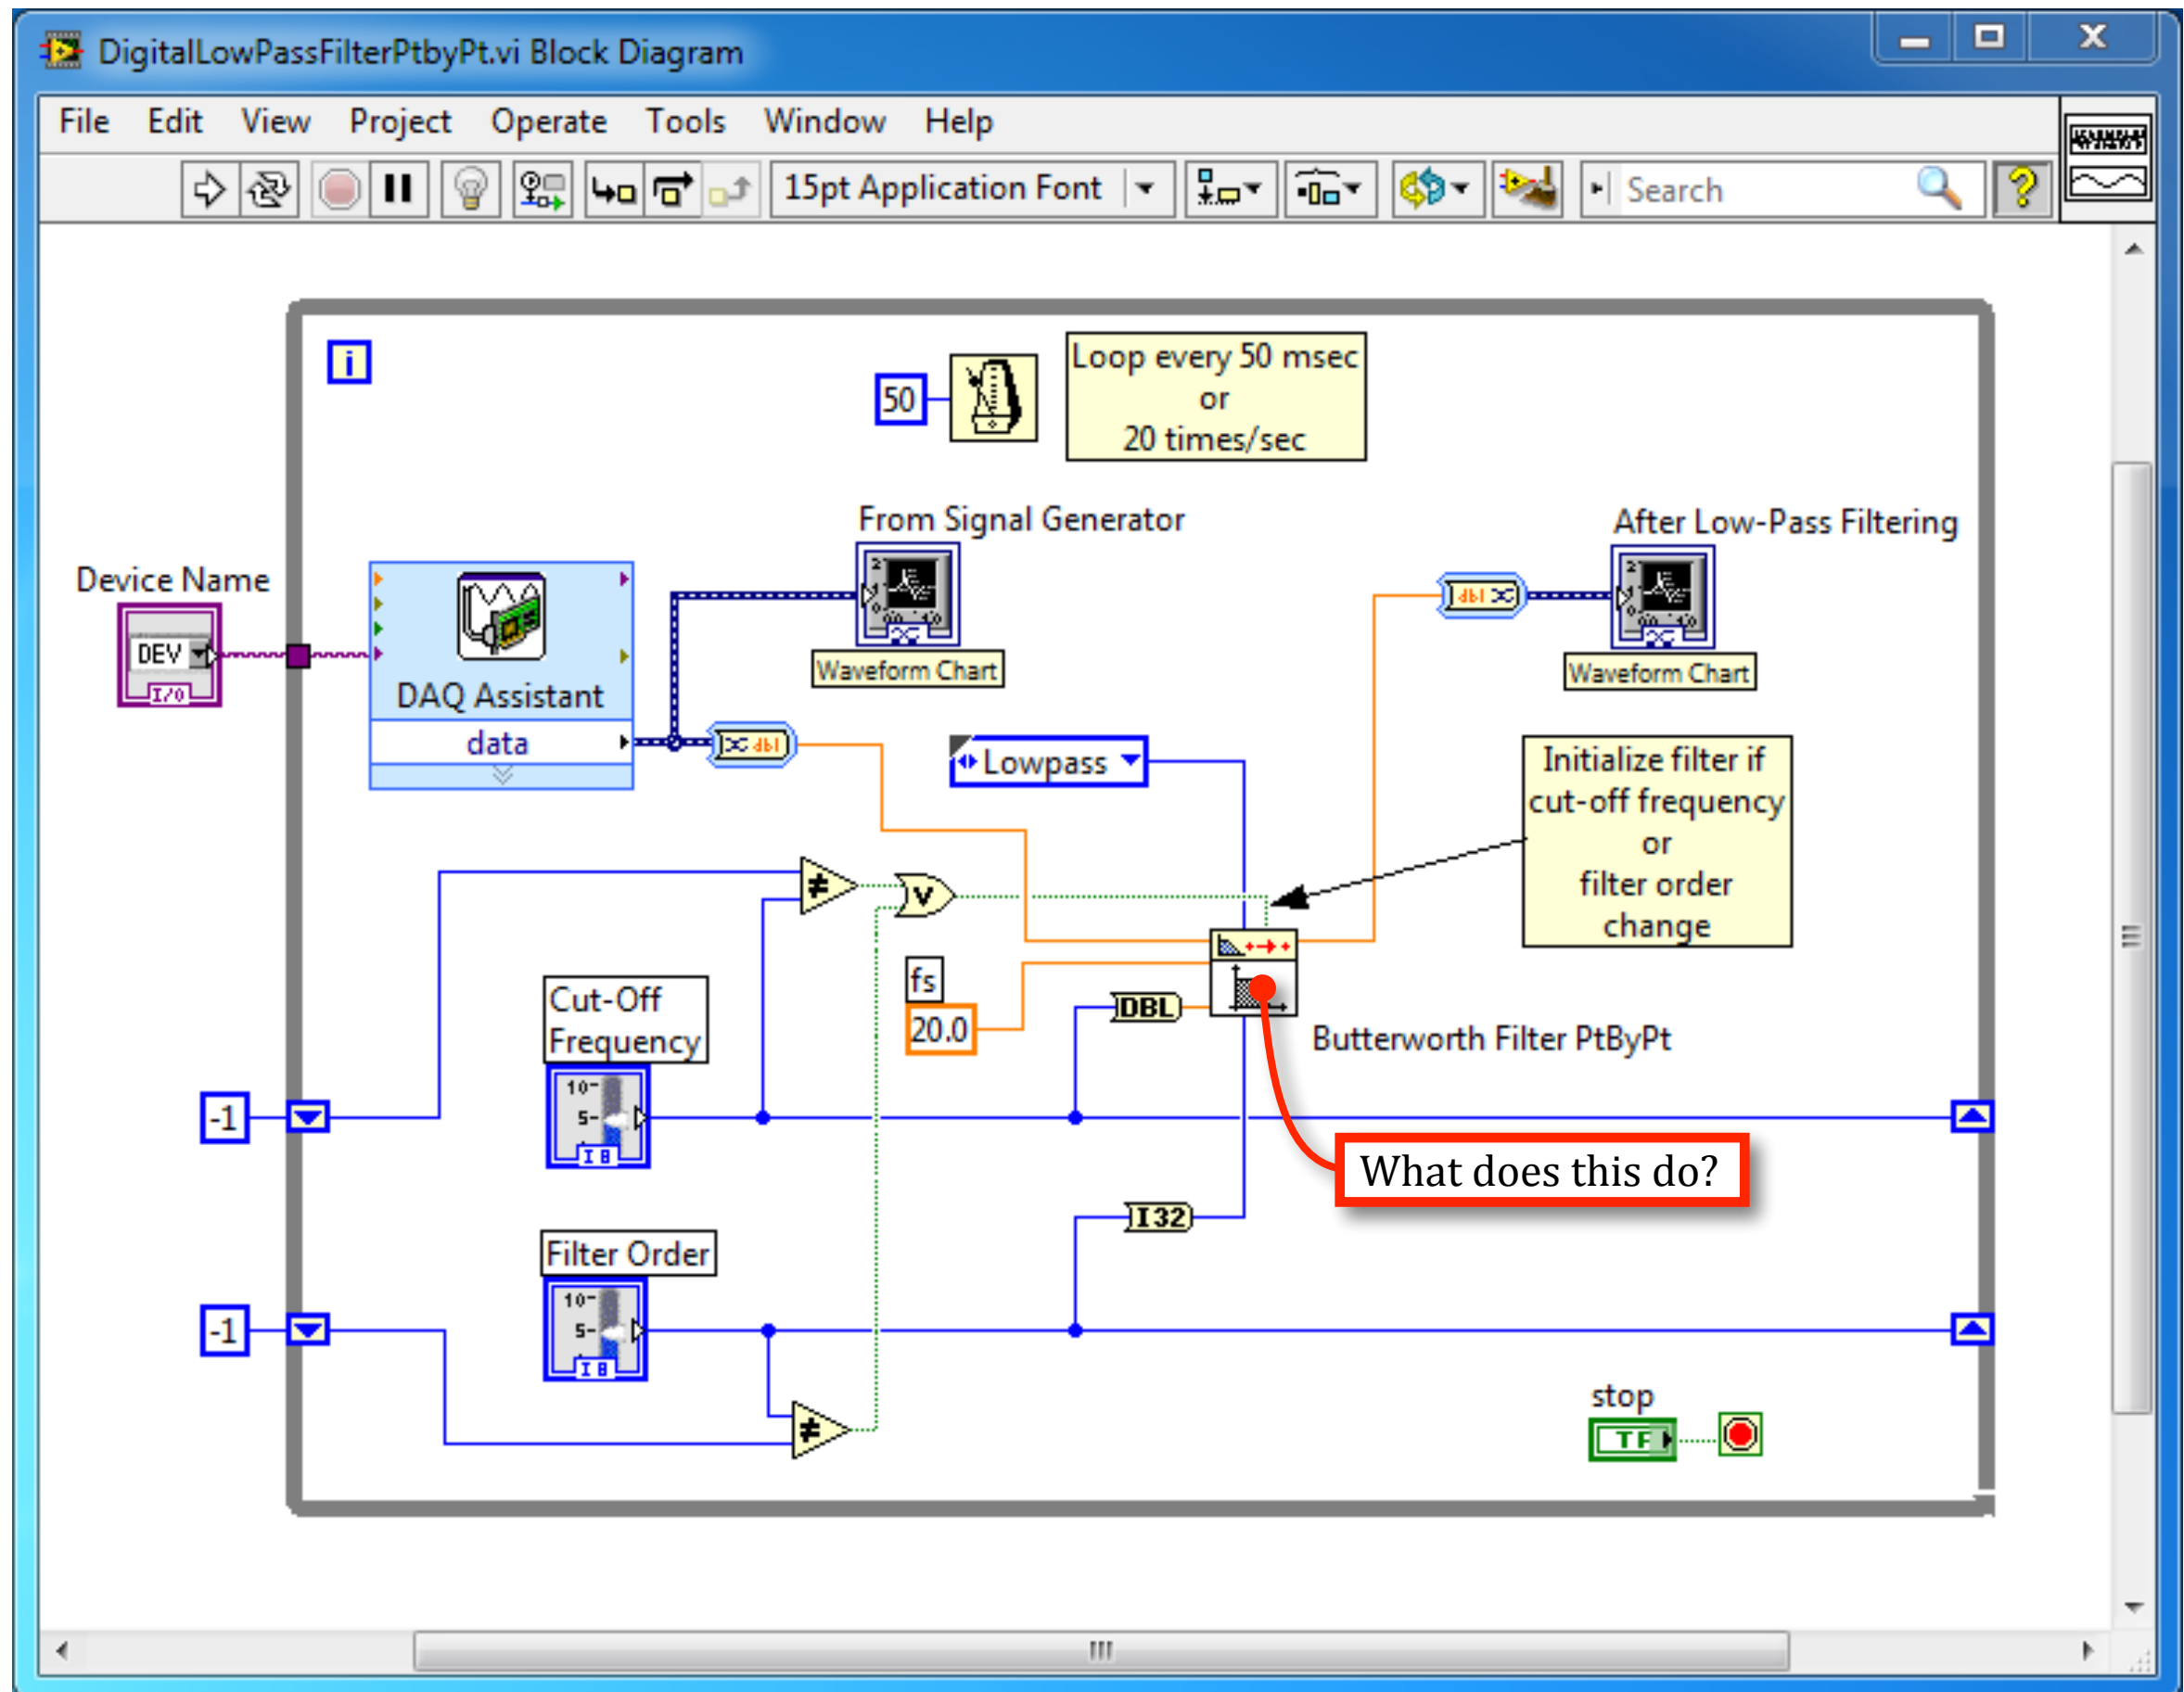 DigitalLowPassFilterPtbyPt.vi Block Diagram
File Edit View Project Operate Tools Window Help
15pt Application Font
Search
i
50
Loop every 50 msec
or
20 times/sec
From Signal Generator
After Low-Pass Filtering
Device Name
DEV
I/O
DAQ Assistant
data
Waveform Chart
Waveform Chart
dbl
dbl
Lowpass
Initialize filter if
cut-off frequency
or
filter order
change
fs
20.0
Cut-Off
Frequency
10
5
I8
DBL
Butterworth Filter PtByPt
-1
What does this do?
I32
Filter Order
10
5
I8
-1
stop
TF